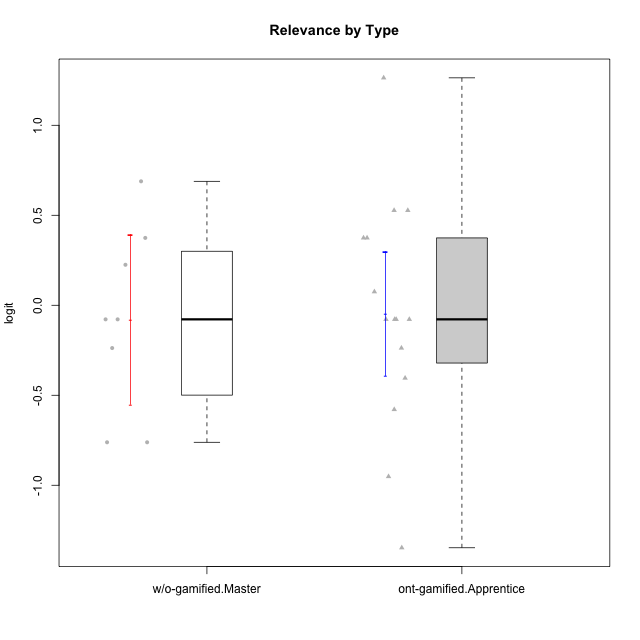 Relevance by Type
logit
1.0
0.5
0.0
-0.5
-1.0
w/o-gamified.Master
ont-gamified.Apprentice